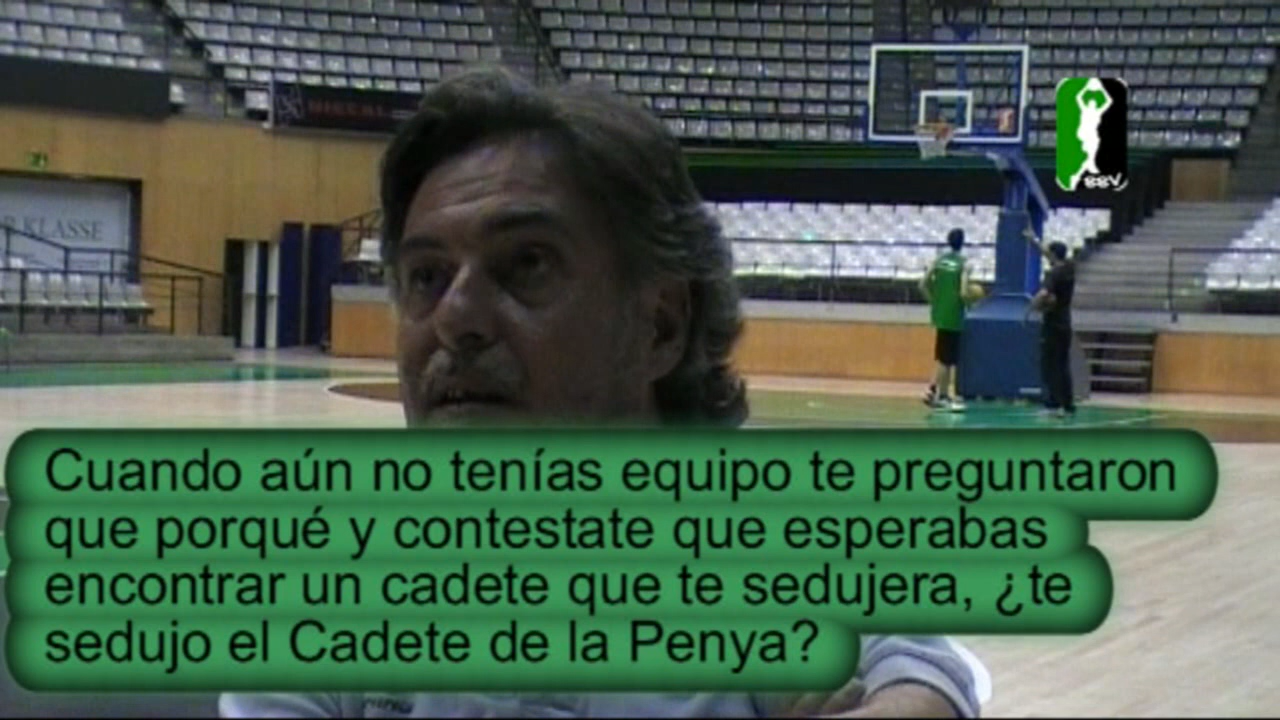 R KLASSE
Cuando aún no tenías equipo te preguntaron
que porqué y contestate que esperabas
encontrar un cadete que te sedujera, ¿te
sedujo el Cadete de la Penya?